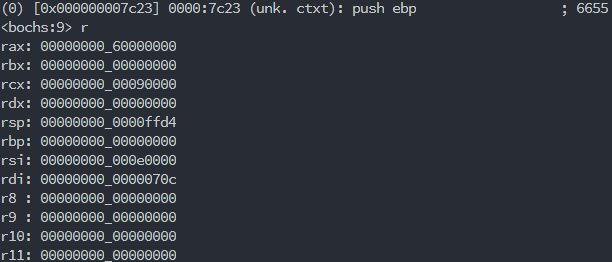 (0) [0x000000007c23] 0000:7c23 (unk. ctxt): push ebp ; 6655
<bochs:9> r
rax: 00000000_60000000
rbx: 00000000_00000000
rcx: 00000000_00090000
rdx: 00000000_00000000
rsp: 00000000_0000ffd4
rbp: 00000000_00000000
rsi: 00000000_000e0000
rdi: 00000000_0000070c
r8 : 00000000_00000000
r9 : 00000000_00000000
r10: 00000000_00000000
r11: 00000000_00000000